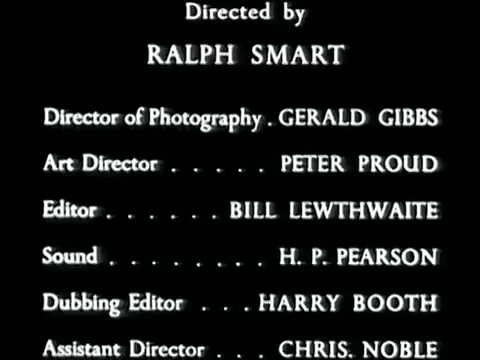 Directed by
RALPH SMART
Director of Photography . GERALD GIBBS
Art Director . . . . . PETER PROUD
Editor . . . . . . BILL LEWTHWAITE
Sound . . . . . . . . H. P. PEARSON
Dubbing Editor . . . HARRY BOOTH
Assistant Director . . . CHRIS. NOBLE